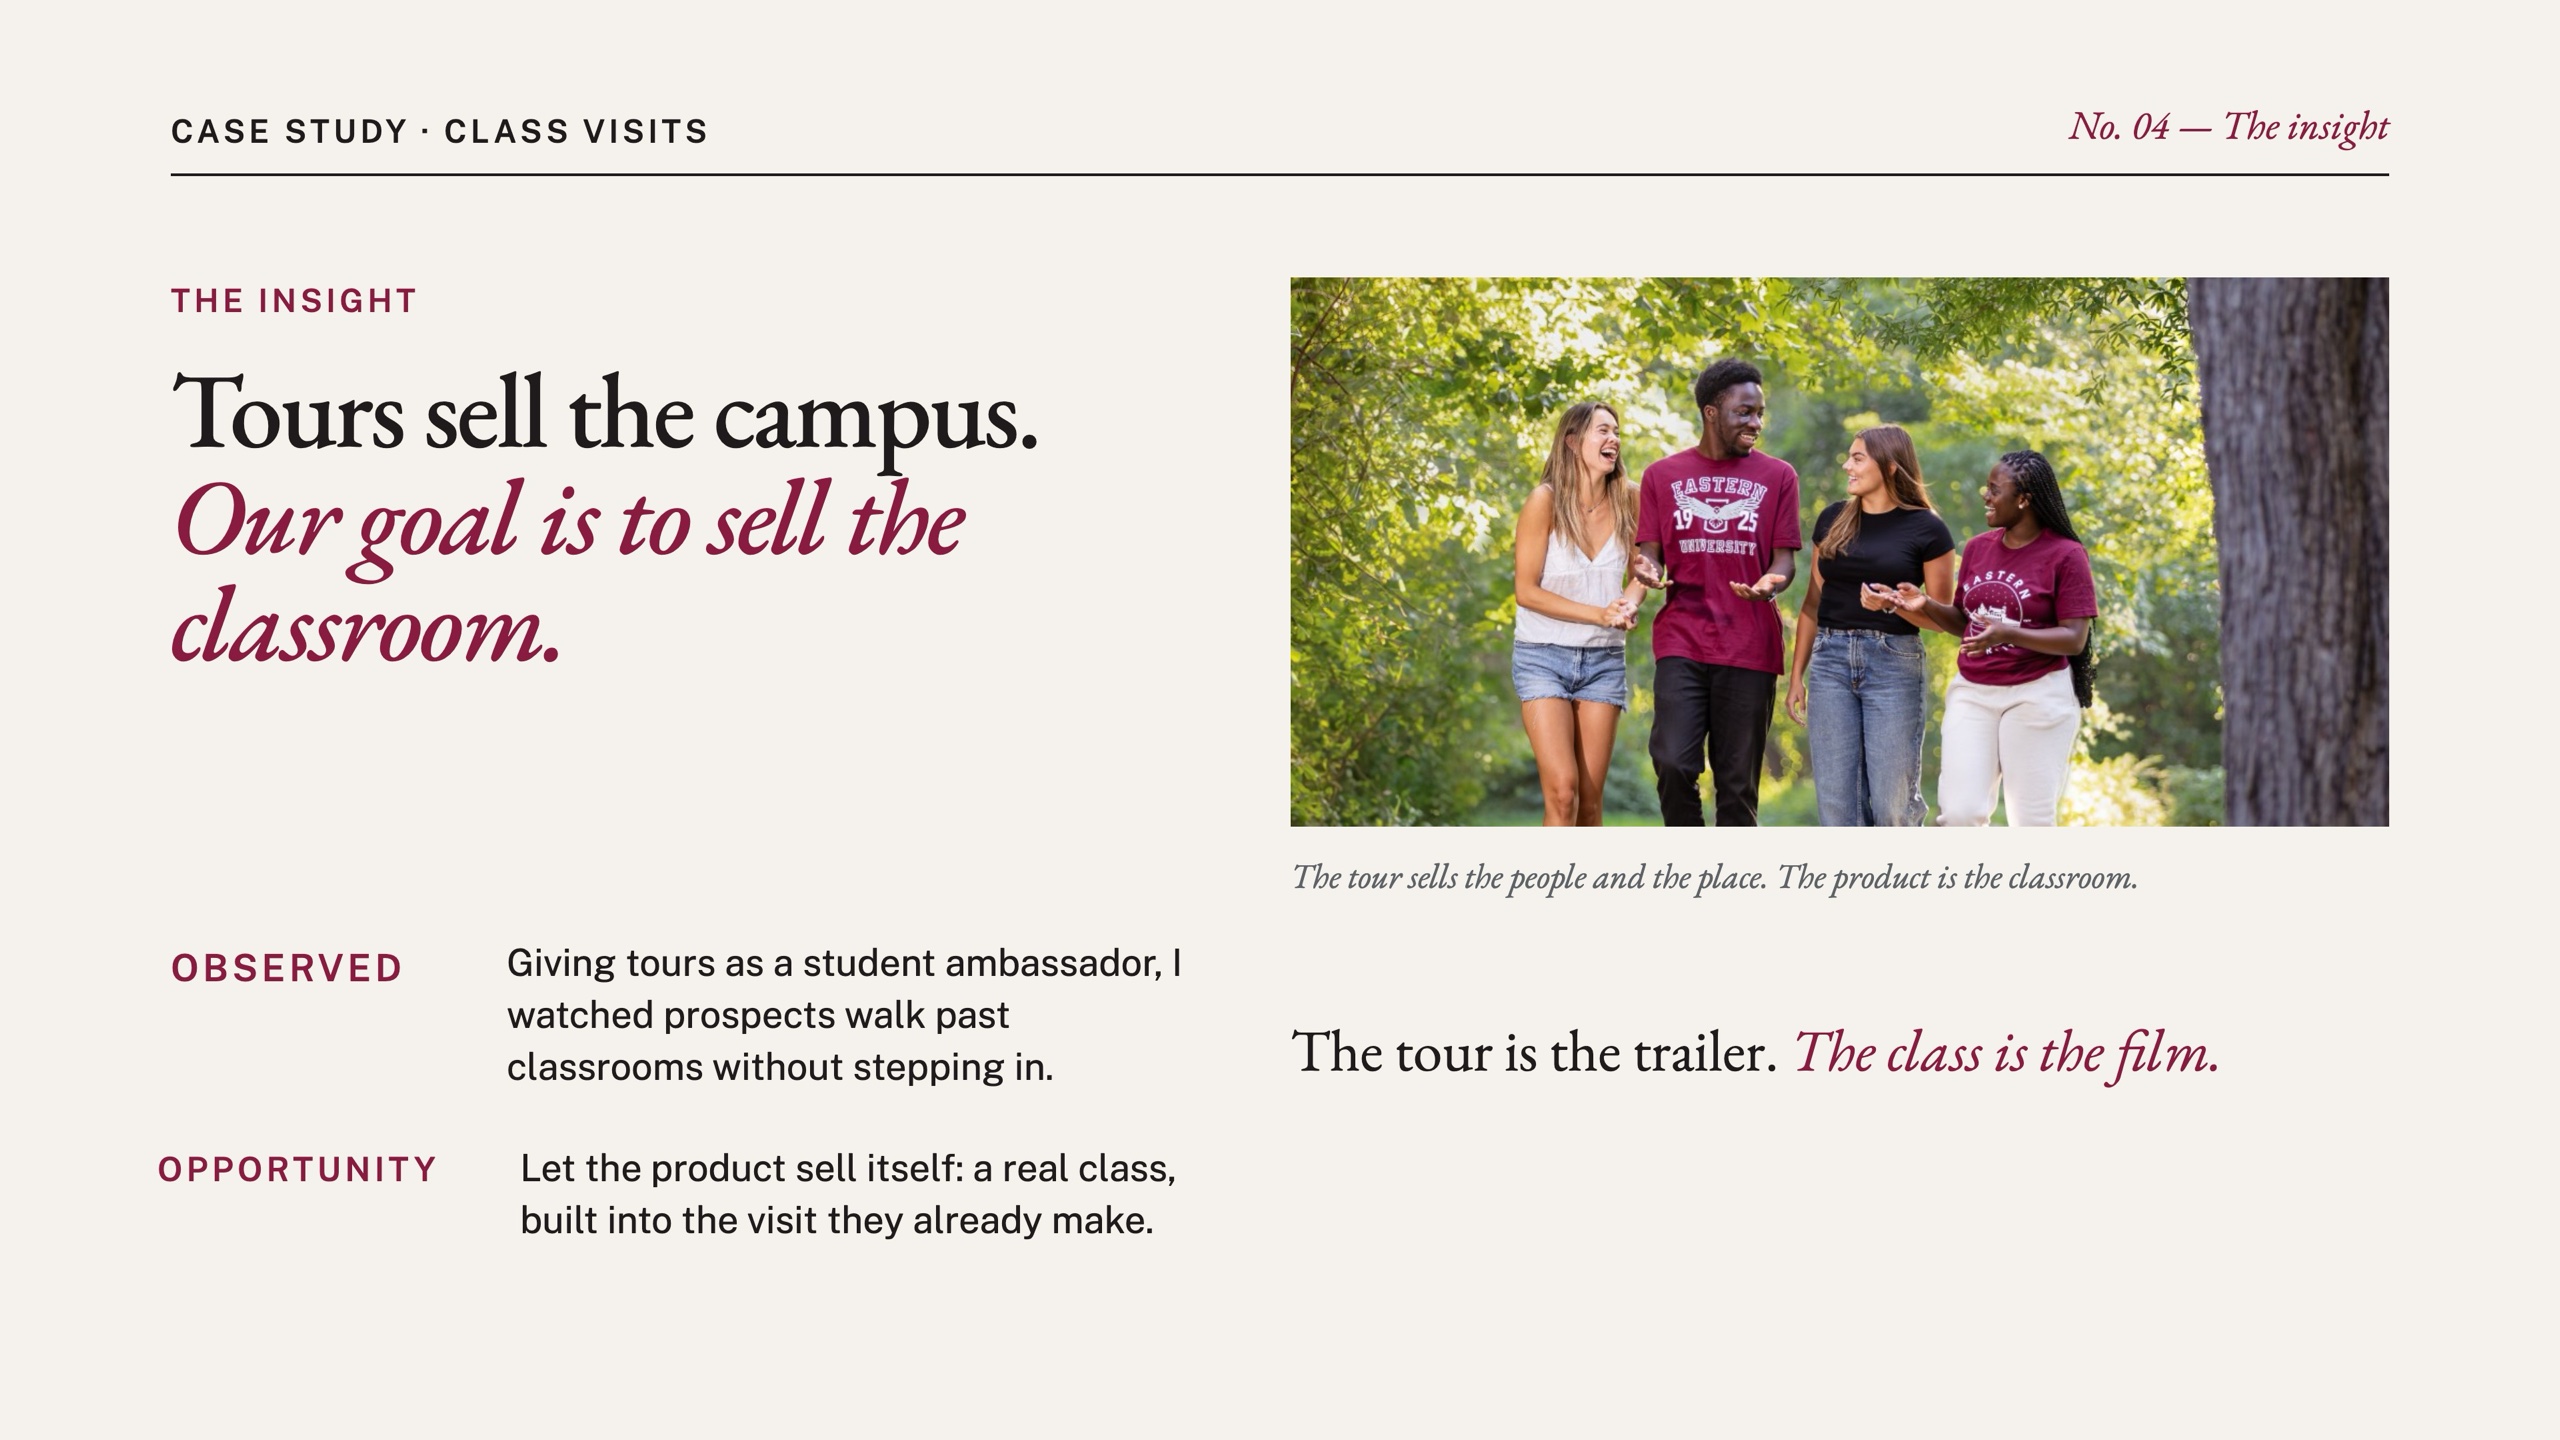 CASE STUDY · CLASS VISITS
No. 04 — The insight
THE INSIGHT
Tours sell the campus.
Our goal is to sell the
classroom.
EASTERN
19 25
UNIVERSITY
EASTERN
The tour sells the people and the place. The product is the classroom.
OBSERVED
Giving tours as a student ambassador, I
watched prospects walk past
classrooms without stepping in.
OPPORTUNITY
Let the product sell itself: a real class,
built into the visit they already make.
The tour is the trailer. The class is the film.